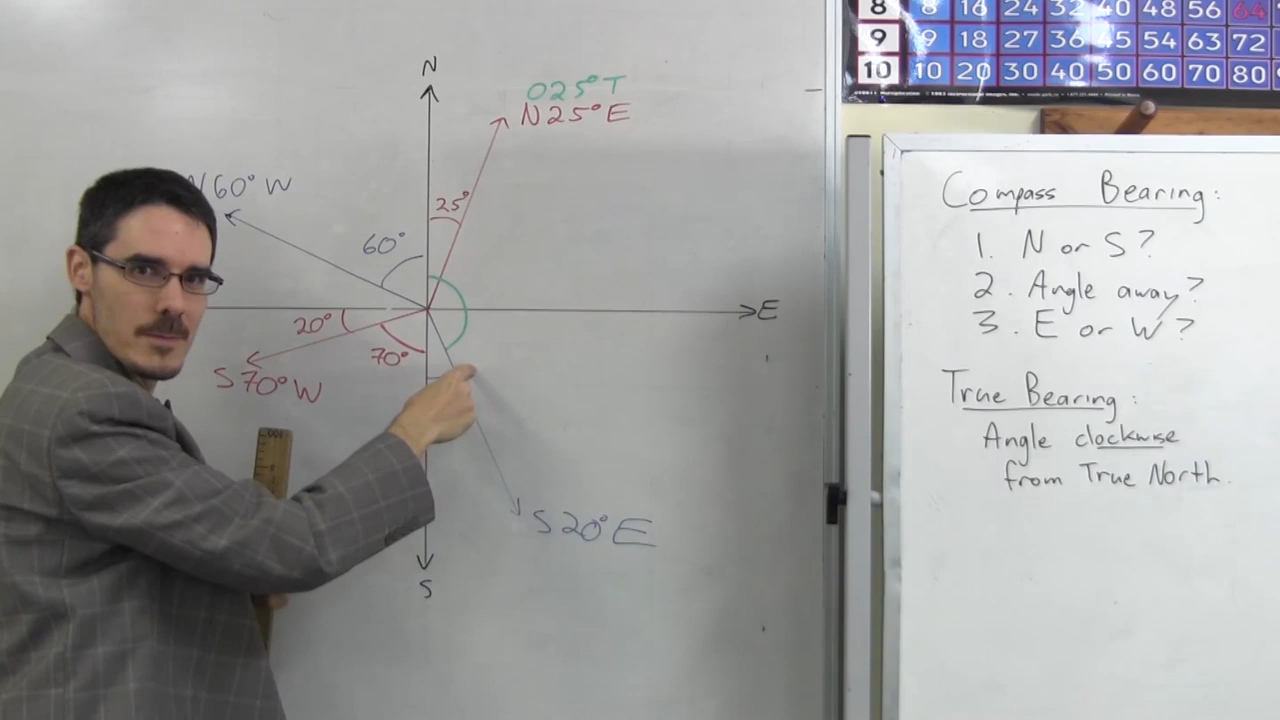 8 8 16 24 32 40 48 56 64
9 9 18 27 36 45 54 63 72
10 10 20 30 40 50 60 70 80
N
025°T
N25°E
N60°W
25°
60°
E
20°
70°
S70°W
S20°E
S
Compass Bearing:
1. N or S?
2. Angle away?
3. E or W?
True Bearing:
Angle clockwise
from True North.